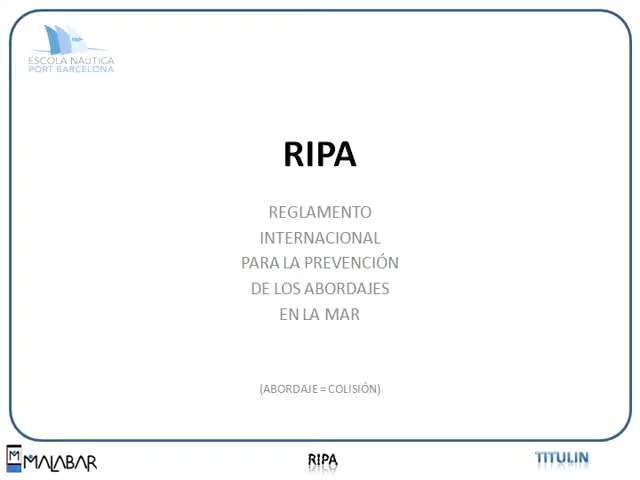 ESCOLA NÀUTICA
PORT BARCELONA
RIPA
REGLAMENTO
INTERNACIONAL
PARA LA PREVENCIÓN
DE LOS ABORDAJES
EN LA MAR
(ABORDAJE = COLISIÓN)
MALABAR
RIPA
TITULIN